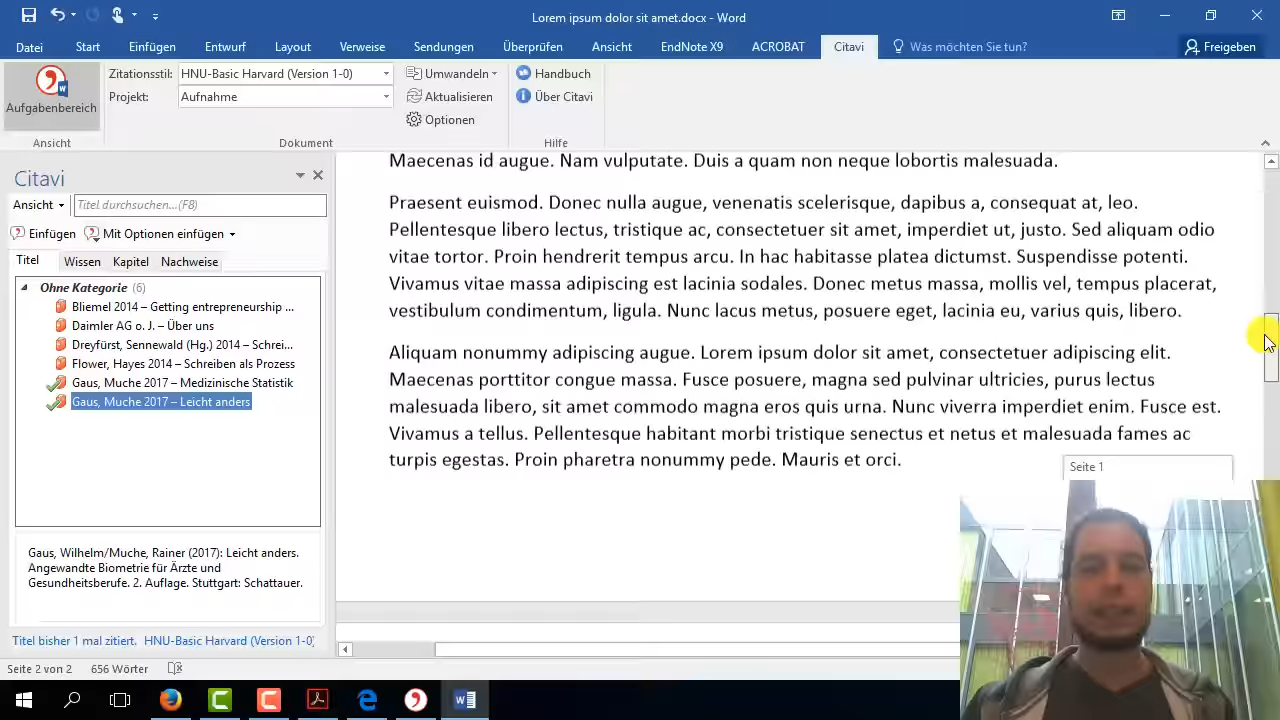 Lorem ipsum dolor sit amet.docx - Word
Datei Start Einfügen Entwurf Layout Verweise Sendungen Überprüfen Ansicht EndNote X9 ACROBAT Citavi Was möchten Sie tun? Freigeben
Aufgabenbereich
Ansicht
Zitationsstil: HNU-Basic Harvard (Version 1-0)
Projekt: Aufnahme
Umwandeln
Aktualisieren
Optionen
Dokument
Handbuch
Über Citavi
Hilfe
Citavi
Ansicht Titel durchsuchen...(F8)
Einfügen Mit Optionen einfügen
Titel Wissen Kapitel Nachweise
Ohne Kategorie (6)
Bliemel 2014 – Getting entrepreneurship ...
Daimler AG o. J. – Über uns
Dreyfürst, Sennewald (Hg.) 2014 – Schrei...
Flower, Hayes 2014 – Schreiben als Prozess
Gaus, Muche 2017 – Medizinische Statistik
Gaus, Muche 2017 – Leicht anders
Gaus, Wilhelm/Muche, Rainer (2017): Leicht anders.
Angewandte Biometrie für Ärzte und
Gesundheitsberufe. 2. Auflage. Stuttgart: Schattauer.
Titel bisher 1 mal zitiert. HNU-Basic Harvard (Version 1-0)
Maecenas id augue. Nam vulputate. Duis a quam non neque lobortis malesuada.
Praesent euismod. Donec nulla augue, venenatis scelerisque, dapibus a, consequat at, leo.
Pellentesque libero lectus, tristique ac, consectetuer sit amet, imperdiet ut, justo. Sed aliquam odio
vitae tortor. Proin hendrerit tempus arcu. In hac habitasse platea dictumst. Suspendisse potenti.
Vivamus vitae massa adipiscing est lacinia sodales. Donec metus massa, mollis vel, tempus placerat,
vestibulum condimentum, ligula. Nunc lacus metus, posuere eget, lacinia eu, varius quis, libero.
Aliquam nonummy adipiscing augue. Lorem ipsum dolor sit amet, consectetuer adipiscing elit.
Maecenas porttitor congue massa. Fusce posuere, magna sed pulvinar ultricies, purus lectus
malesuada libero, sit amet commodo magna eros quis urna. Nunc viverra imperdiet enim. Fusce est.
Vivamus a tellus. Pellentesque habitant morbi tristique senectus et netus et malesuada fames ac
turpis egestas. Proin pharetra nonummy pede. Mauris et orci.
Seite 1
Seite 2 von 2 656 Wörter